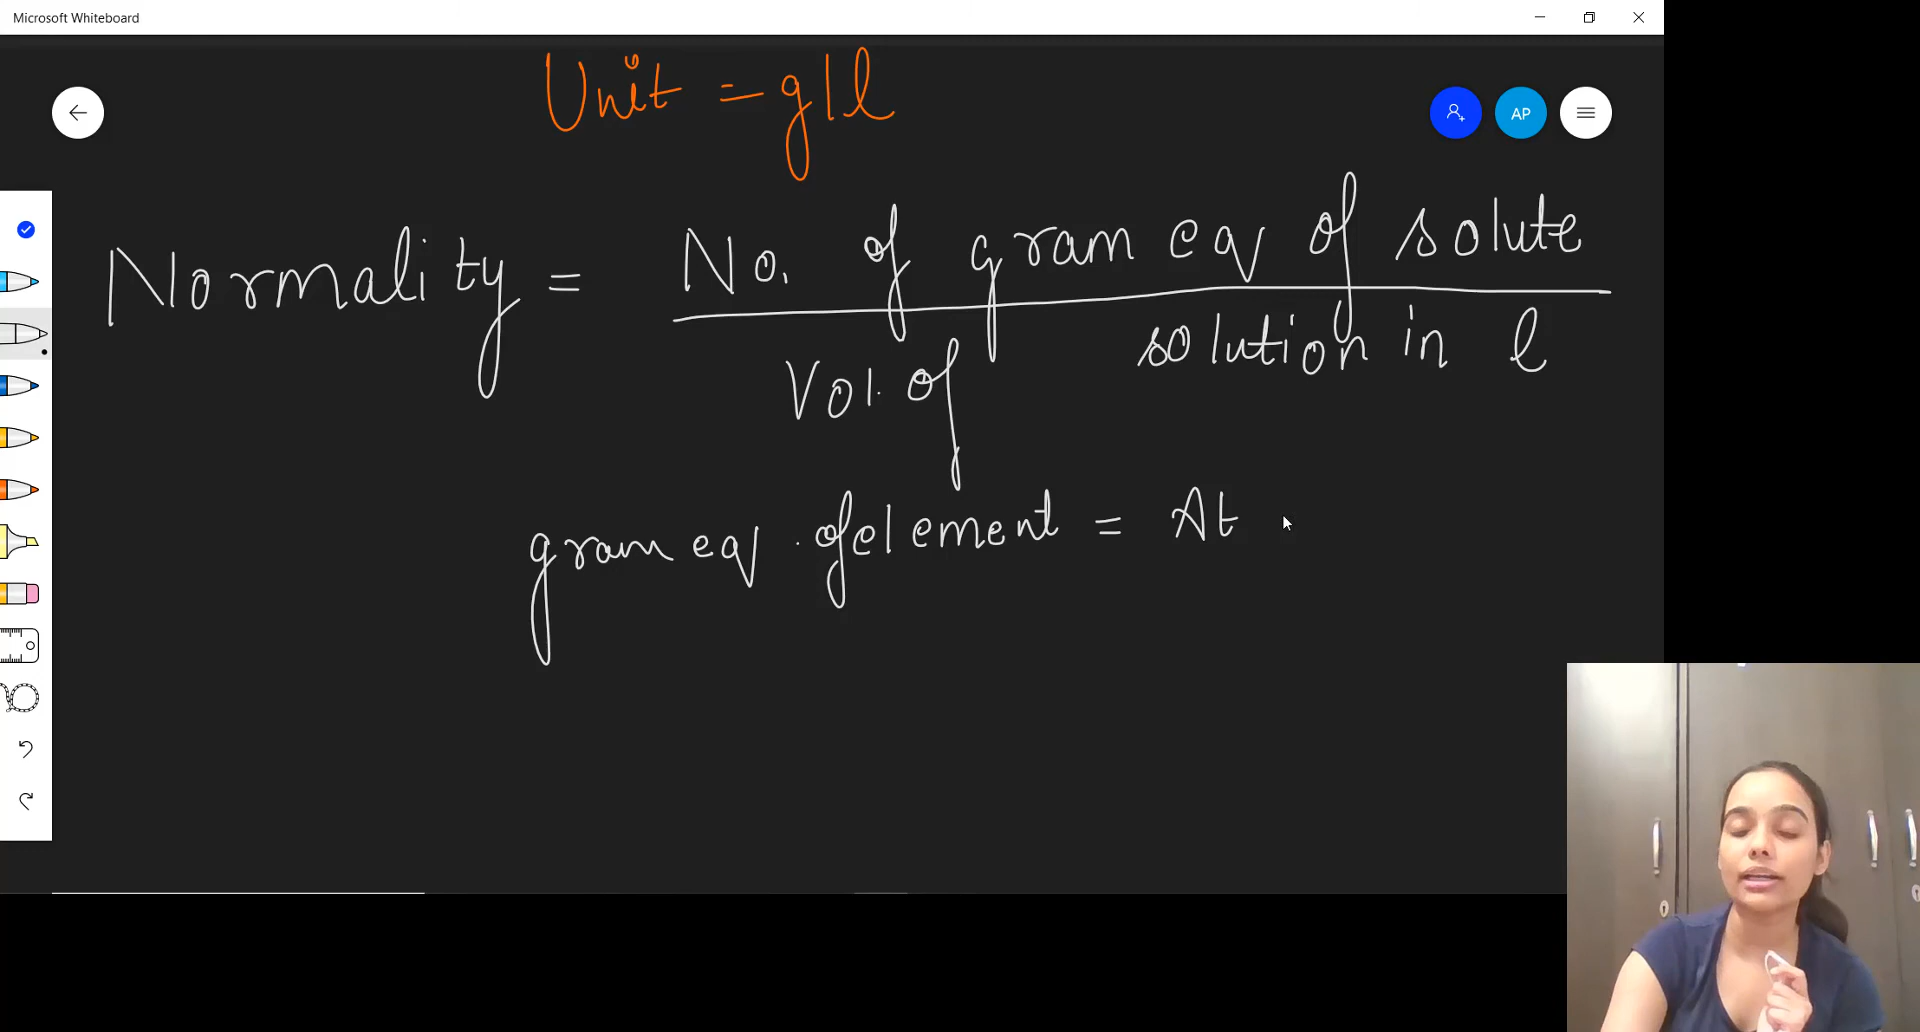 Microsoft Whiteboard
Unit = g/l
AP
Normality = No. of gram eq of solute
Vol. of solution in l
gram eq. of element = At